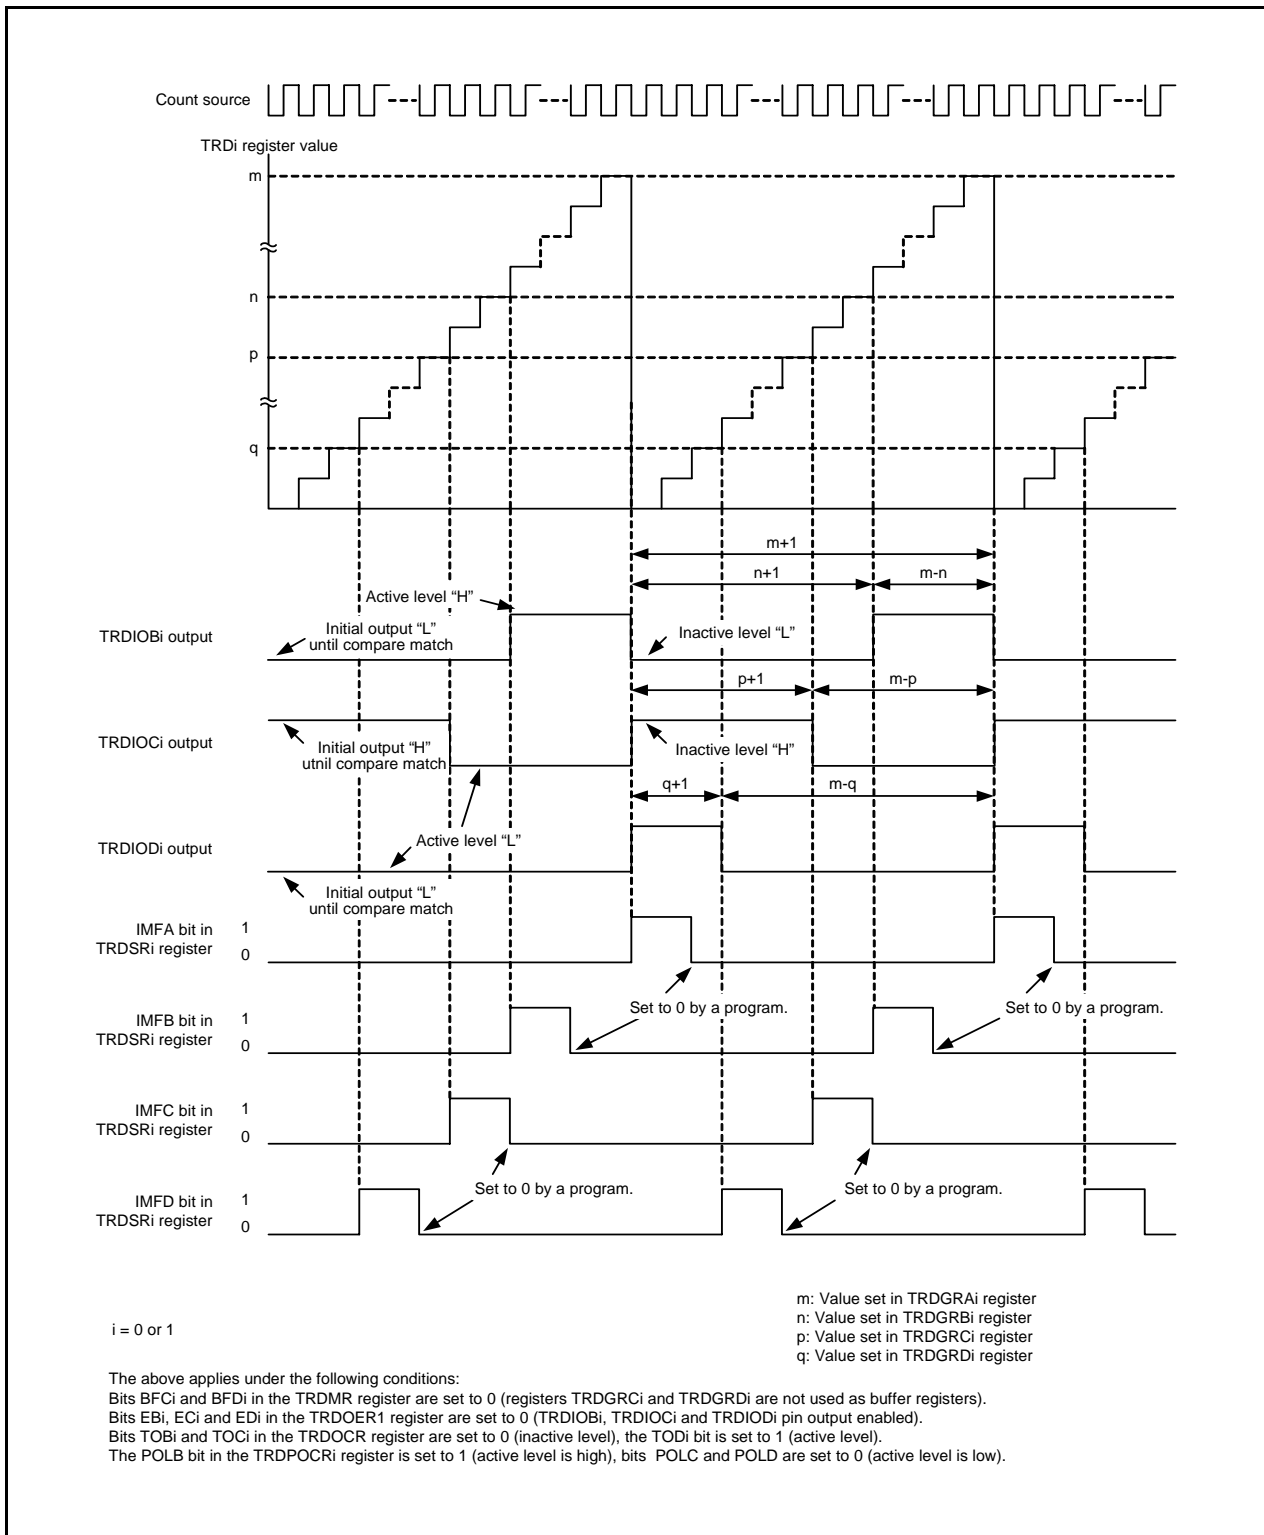 Count source
TRDi register value
m
n
p
q
m+1
n+1
m-n
Active level “H”
TRDIOBi output
Initial output “L”
until compare match
Inactive level “L”
p+1
m-p
TRDIOCi output
Initial output “H”
utnil compare match
Inactive level “H”
q+1
m-q
Active level “L”
TRDIODi output
Initial output “L”
until compare match
IMFA bit in
TRDSRi register
1
0
Set to 0 by a program.
Set to 0 by a program.
IMFB bit in
TRDSRi register
1
0
IMFC bit in
TRDSRi register
1
0
Set to 0 by a program.
Set to 0 by a program.
IMFD bit in
TRDSRi register
1
0
m: Value set in TRDGRAi register
n: Value set in TRDGRBi register
p: Value set in TRDGRCi register
q: Value set in TRDGRDi register
i = 0 or 1
The above applies under the following conditions:
Bits BFCi and BFDi in the TRDMR register are set to 0 (registers TRDGRCi and TRDGRDi are not used as buffer registers).
Bits EBi, ECi and EDi in the TRDOER1 register are set to 0 (TRDIOBi, TRDIOCi and TRDIODi pin output enabled).
Bits TOBi and TOCi in the TRDOCR register are set to 0 (inactive level), the TODi bit is set to 1 (active level).
The POLB bit in the TRDPOCRi register is set to 1 (active level is high), bits POLC and POLD are set to 0 (active level is low).